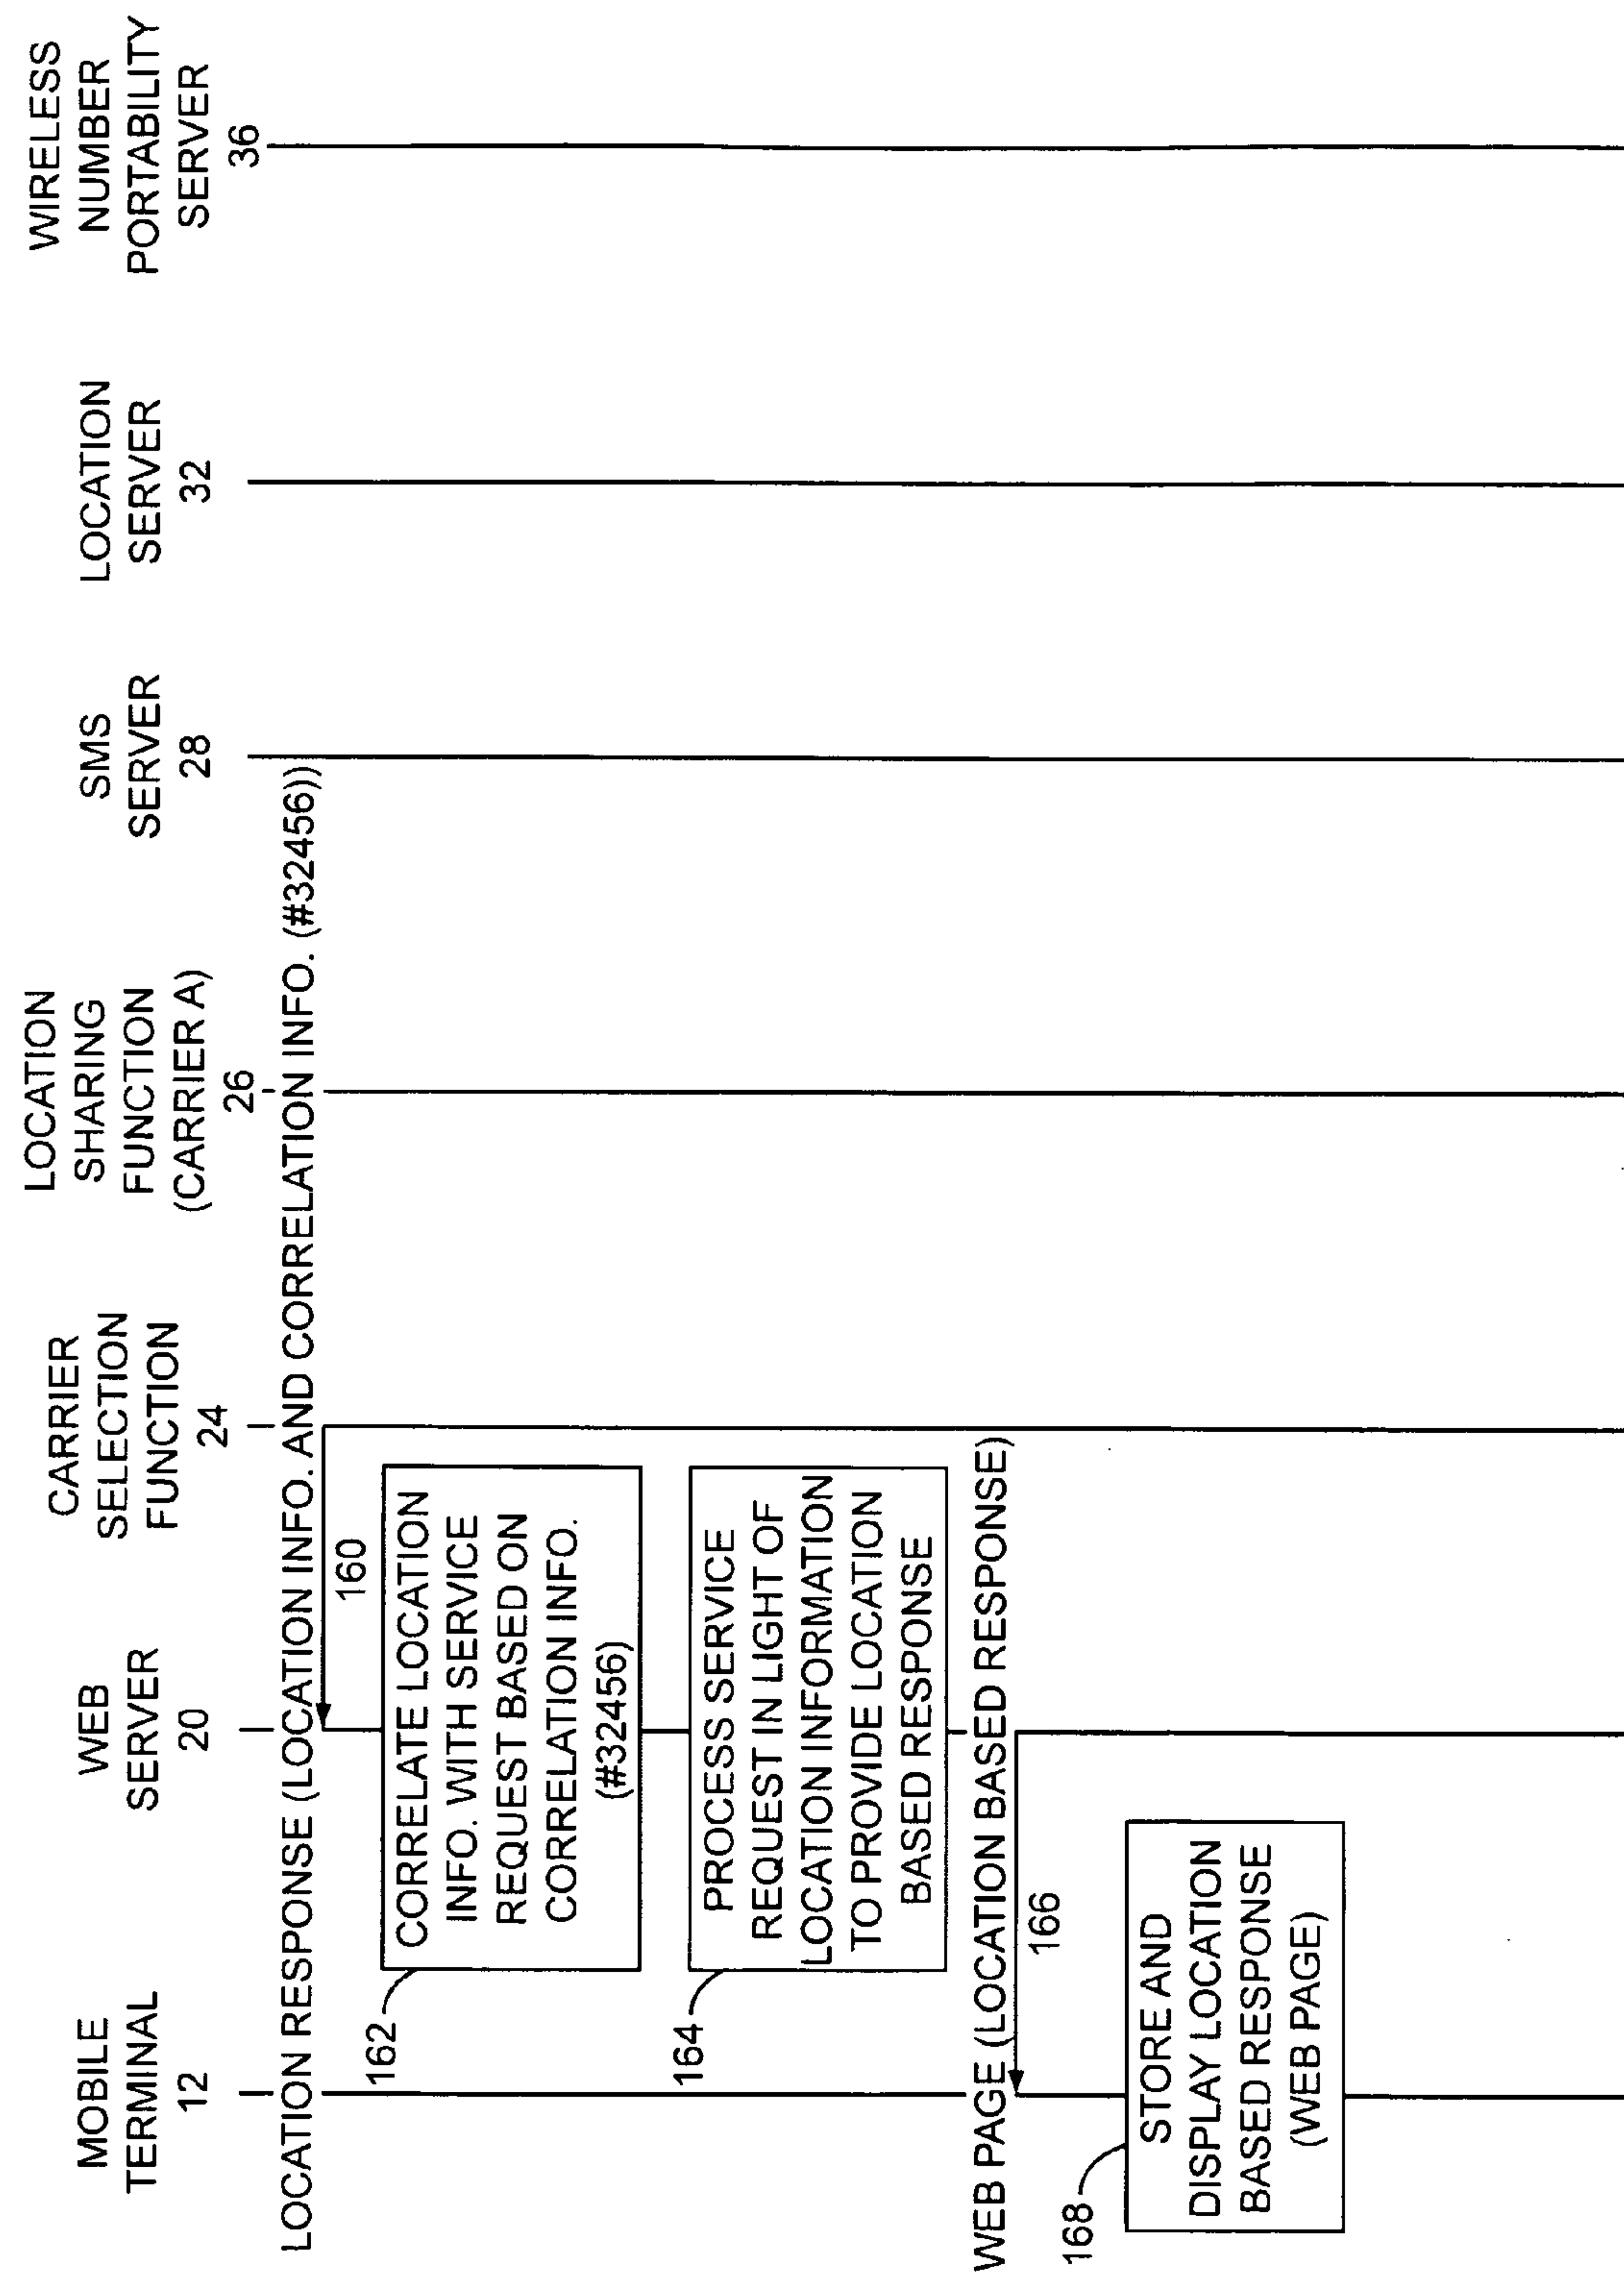 MOBILE
TERMINAL
12
WEB
SERVER
20
CARRIER
SELECTION
FUNCTION
24
LOCATION
SHARING
FUNCTION
(CARRIER A)
26
SMS
SERVER
28
LOCATION
SERVER
32
WIRELESS
NUMBER
PORTABILITY
SERVER
36
LOCATION RESPONSE (LOCATION INFO. AND CORRELATION INFO. (#32456))
160
162
CORRELATE LOCATION
INFO. WITH SERVICE
REQUEST BASED ON
CORRELATION INFO.
(#32456)
164
PROCESS SERVICE
REQUEST IN LIGHT OF
LOCATION INFORMATION
TO PROVIDE LOCATION
BASED RESPONSE
WEB PAGE (LOCATION BASED RESPONSE)
166
168
STORE AND
DISPLAY LOCATION
BASED RESPONSE
(WEB PAGE)